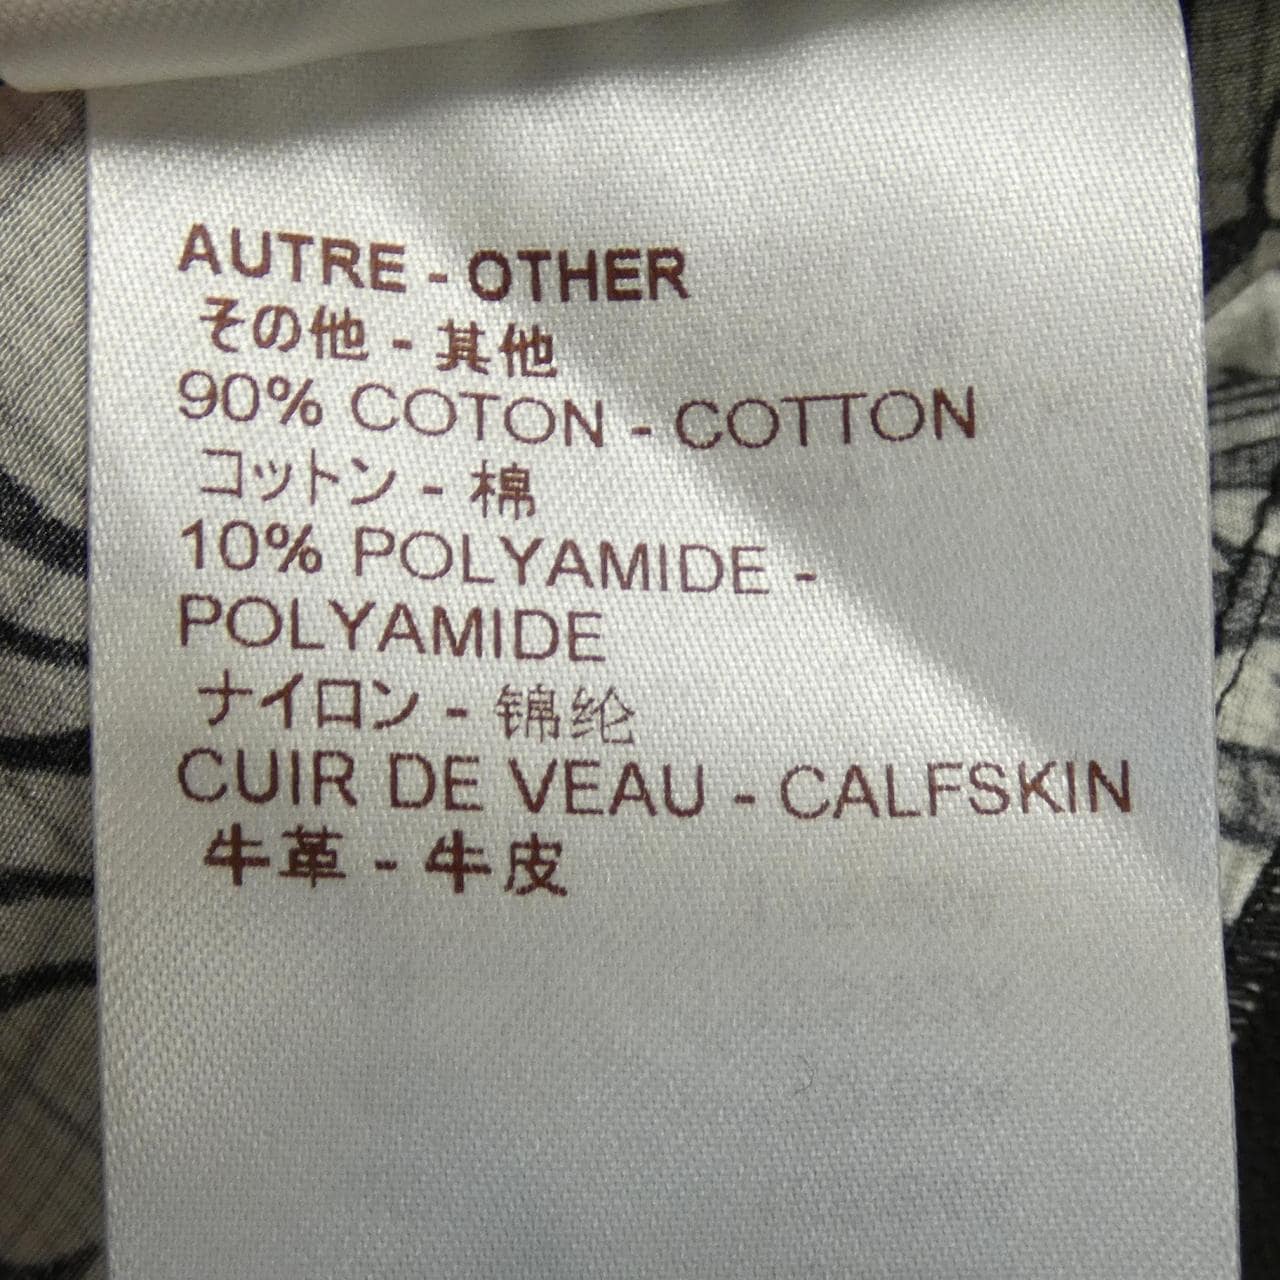 AUTRE - OTHER
その他 - 其他
90% COTON - COTTON
コットン - 棉
10% POLYAMIDE -
POLYAMIDE
ナイロン - 锦纶
CUIR DE VEAU - CALFSKIN
牛革 - 牛皮